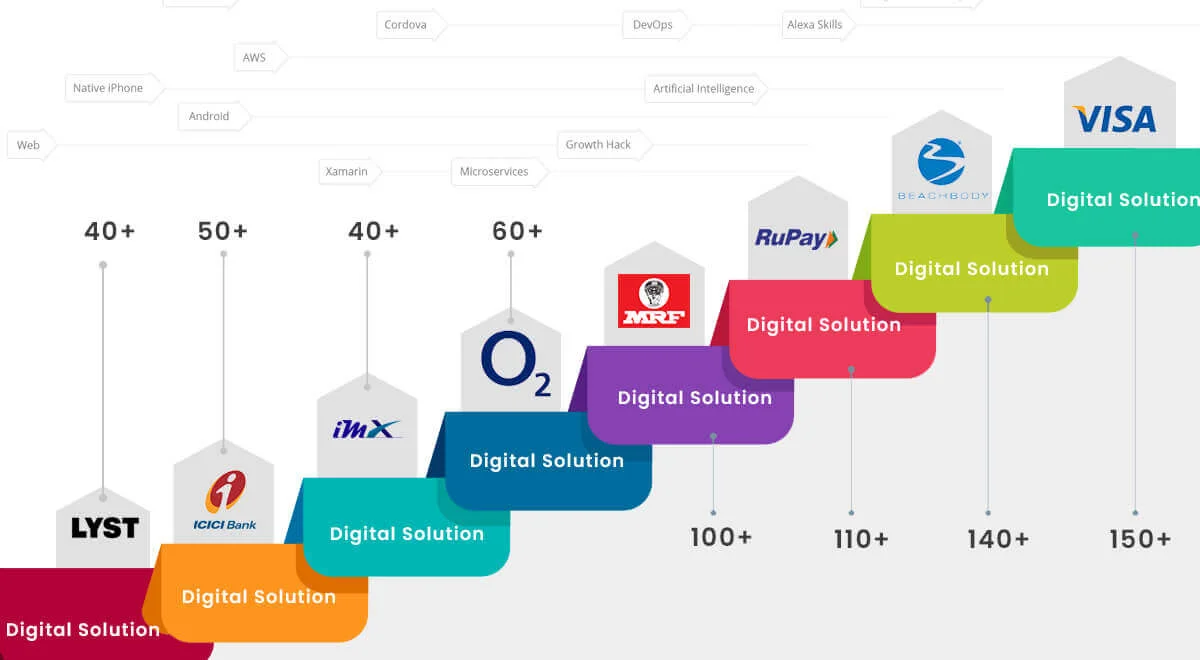 Cordova
DevOps
Alexa Skills
AWS
Native iPhone
Artificial Intelligence
Android
Web
Growth Hack
Xamarin
Microservices
VISA
BEACHBODY
Digital Solution
40+
50+
40+
60+
RuPay
Digital Solution
MRF
Digital Solution
O2
Digital Solution
iMX
Digital Solution
LYST
ICICI Bank
100+
110+
140+
150+
Digital Solution
Digital Solution
Digital Solution